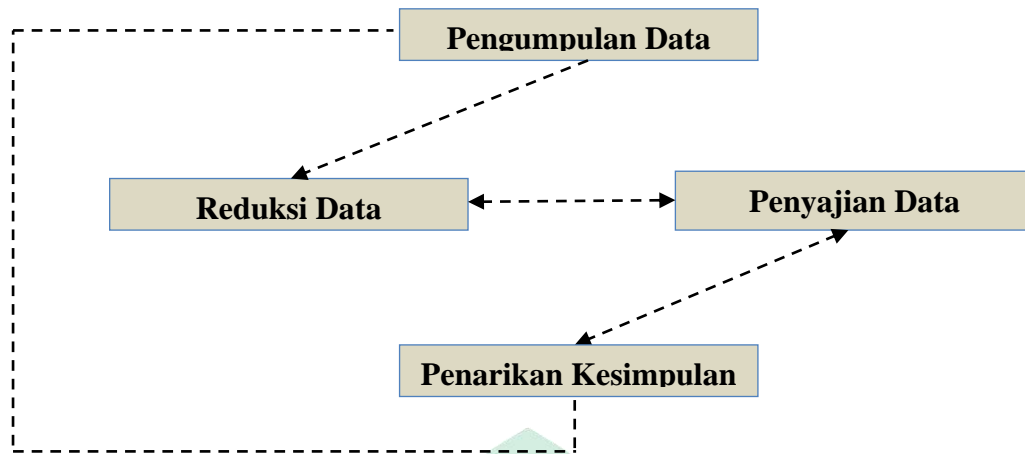 Pengumpulan Data
Reduksi Data
Penyajian Data
Penarikan Kesimpulan